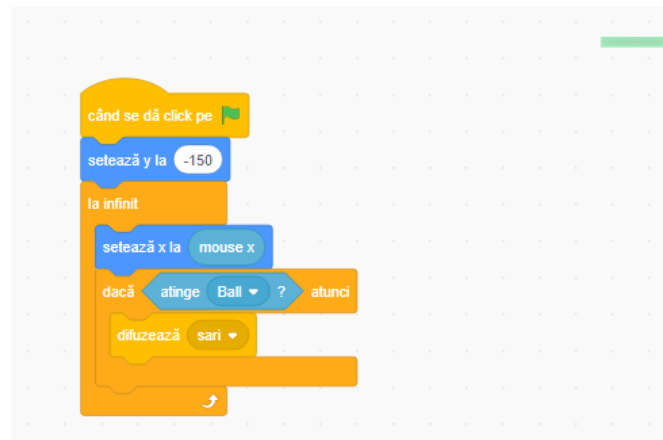 când se dă click pe
setează y la -150
la infinit
setează x la mouse x
dacă atinge Ball ? atunci
difuzează sari